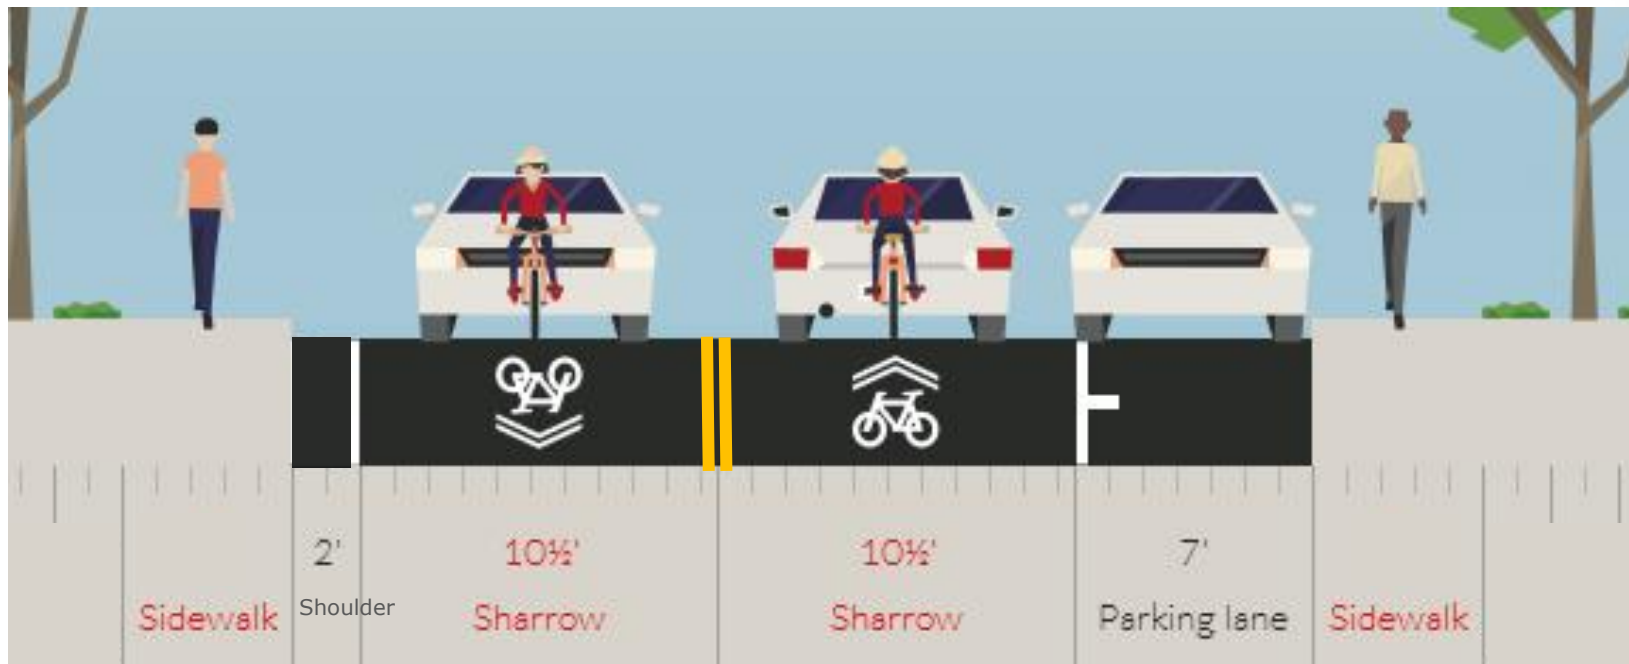 2' 10½' 10½' 7'
Sidewalk Shoulder Sharrow Sharrow Parking lane Sidewalk